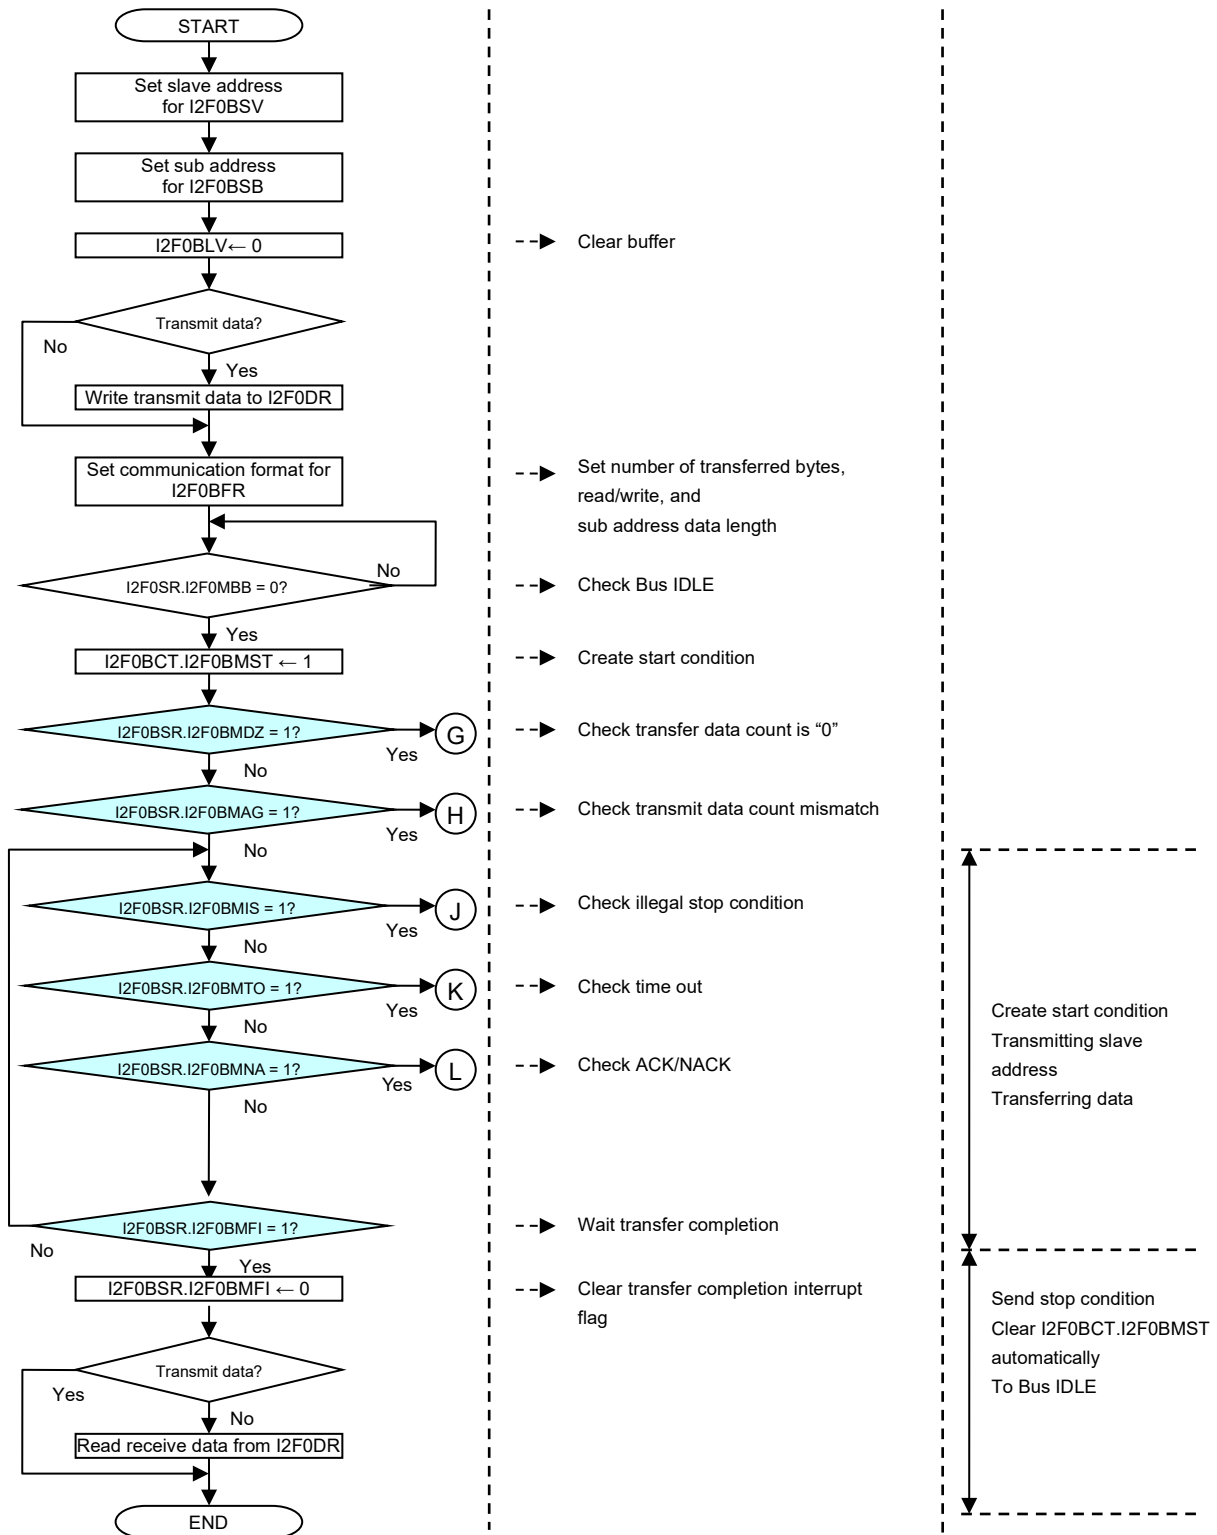 START
Set slave address
for I2F0BSV
Set sub address
for I2F0BSB
I2F0BLV← 0
Clear buffer
Transmit data?
No
Yes
Write transmit data to I2F0DR
Set communication format for
I2F0BFR
Set number of transferred bytes,
read/write, and
sub address data length
I2F0SR.I2F0MBB = 0?
No
Check Bus IDLE
Yes
I2F0BCT.I2F0BMST ← 1
Create start condition
I2F0BSR.I2F0BMDZ = 1?
G
Yes
Check transfer data count is “0”
No
I2F0BSR.I2F0BMAG = 1?
H
Yes
Check transmit data count mismatch
No
I2F0BSR.I2F0BMIS = 1?
J
Yes
Check illegal stop condition
No
I2F0BSR.I2F0BMTO = 1?
K
Yes
Check time out
No
I2F0BSR.I2F0BMNA = 1?
L
Yes
Check ACK/NACK
No
Create start condition
Transmitting slave
address
Transferring data
I2F0BSR.I2F0BMFI = 1?
Wait transfer completion
No
Yes
I2F0BSR.I2F0BMFI ← 0
Clear transfer completion interrupt
flag
Send stop condition
Clear I2F0BCT.I2F0BMST
automatically
To Bus IDLE
Transmit data?
Yes
No
Read receive data from I2F0DR
END